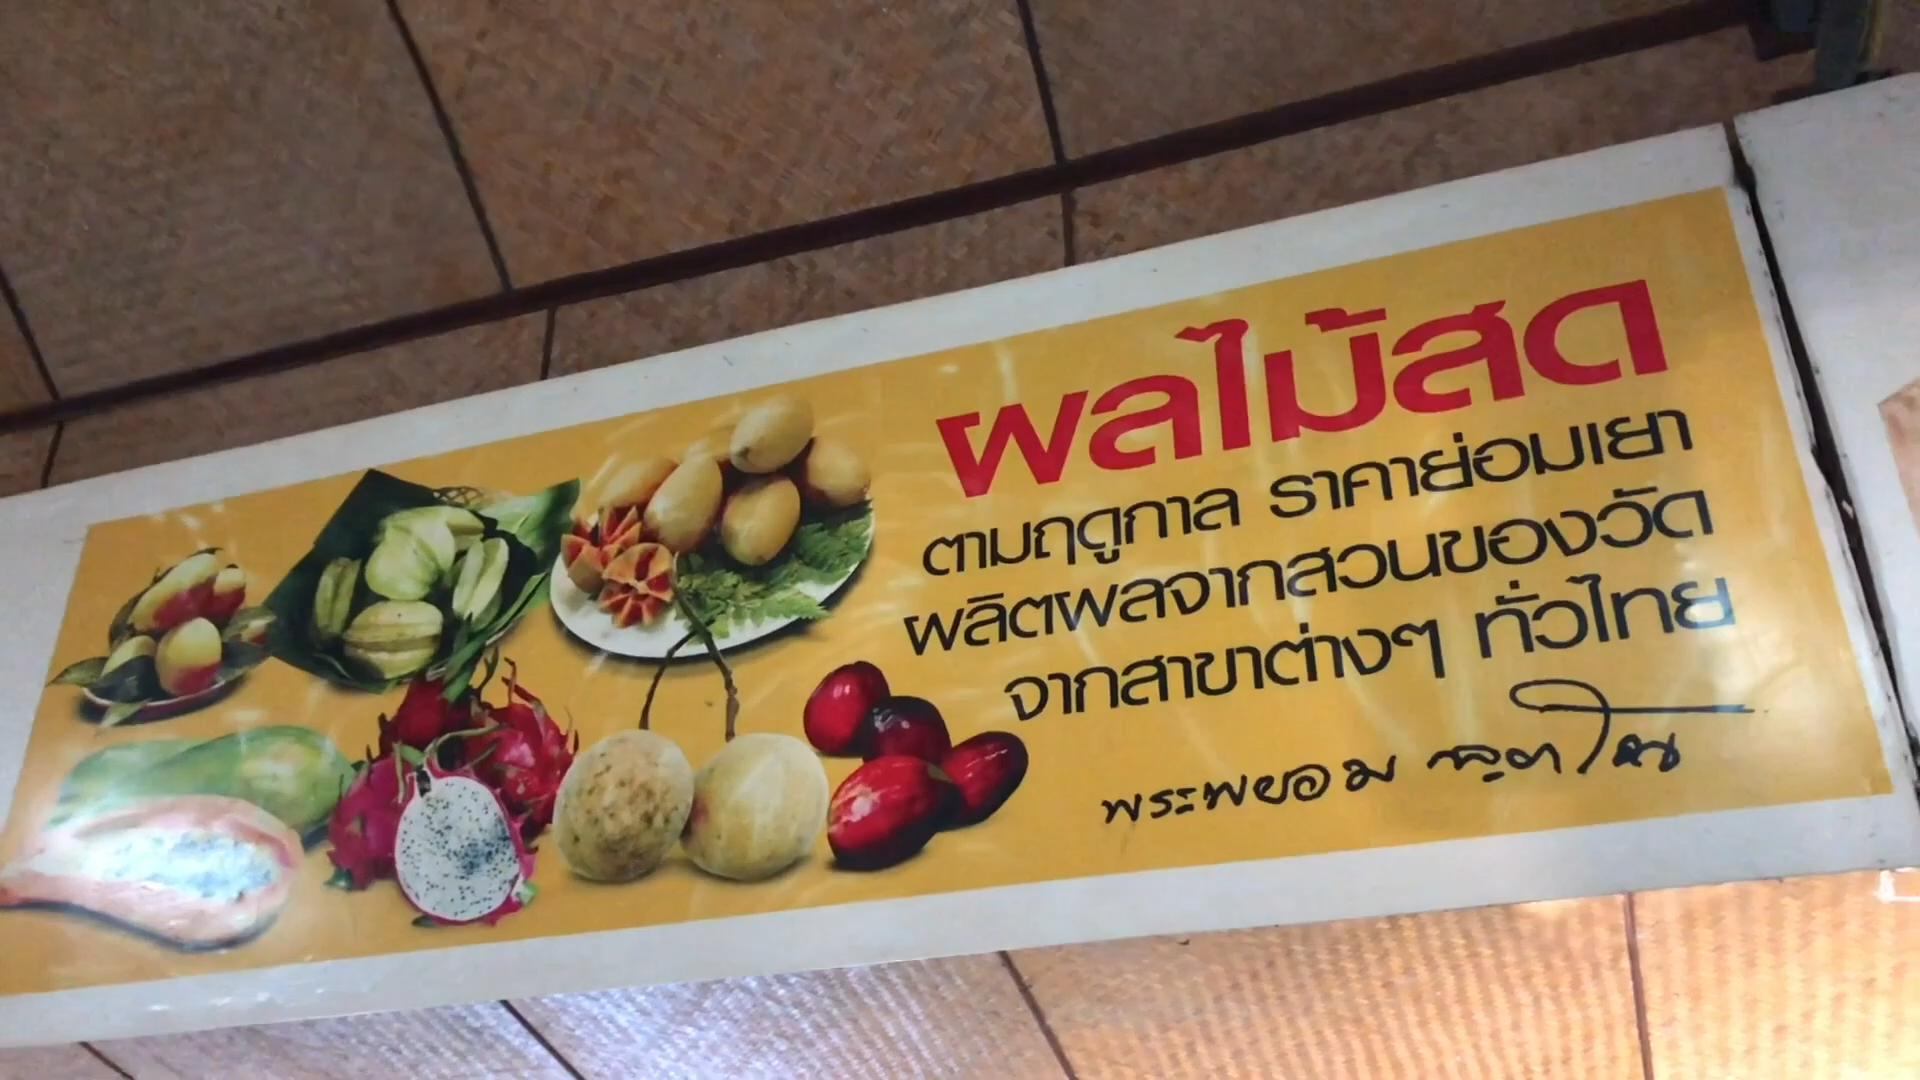 ผลไม้สด
ตามฤดูกาล ราคาย่อมเยา
ผลิตผลจากสวนของวัด
จากสาขาต่างๆ ทั่วไทย
พระพยอม